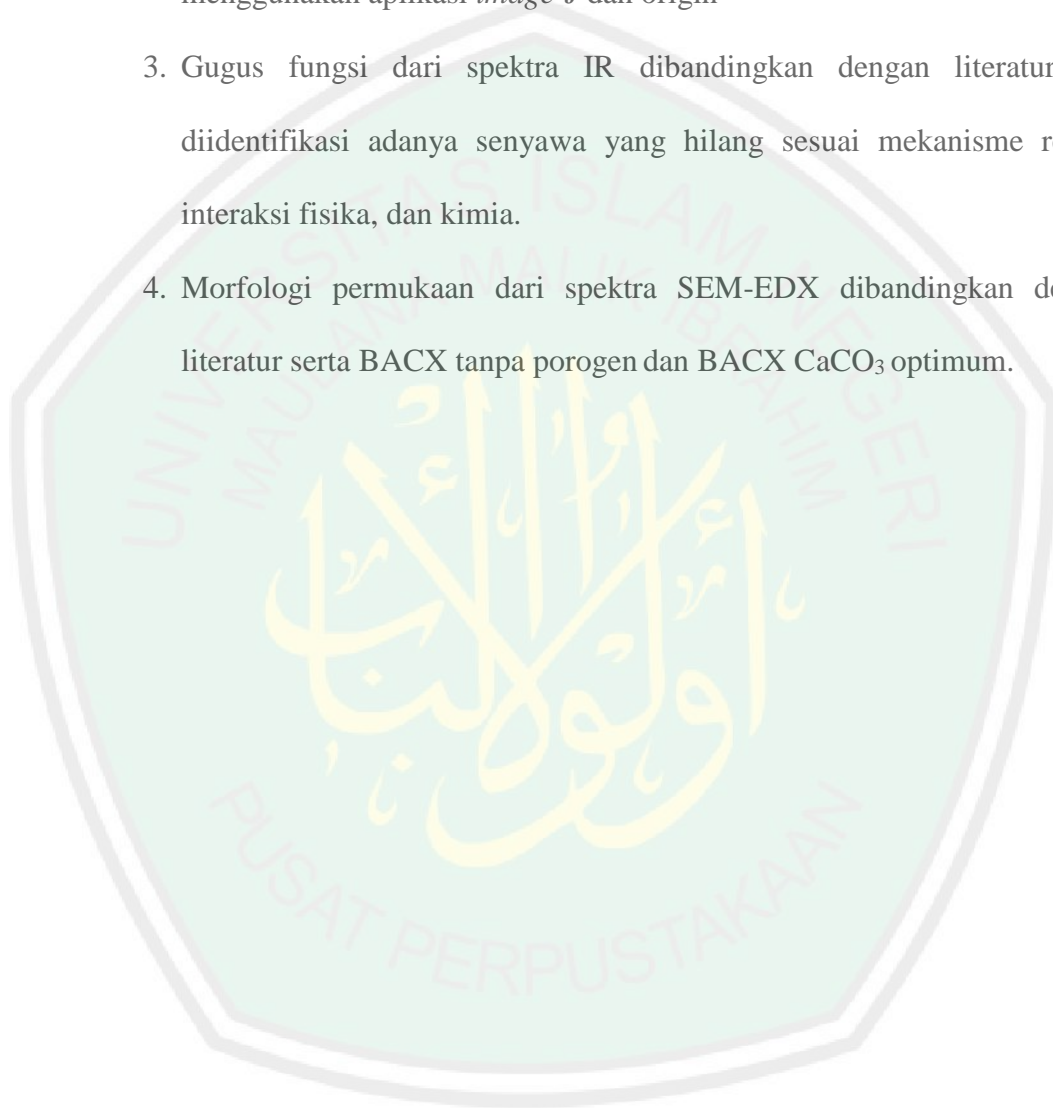 menggunakan aplikasi image J dan origin
3. Gugus fungsi dari spektra IR dibandingkan dengan literatur
diidentifikasi adanya senyawa yang hilang sesuai mekanisme
interaksi fisika, dan kimia.
4. Morfologi permukaan dari spektra SEM-EDX dibandingkan
literatur serta BACX tanpa porogen dan BACX CaCO₃ optimum.
UNIVERSITAS ISLAM NEGERI
MAULANA MALIK IBRAHIM
PUSAT PERPUSTAKAAN